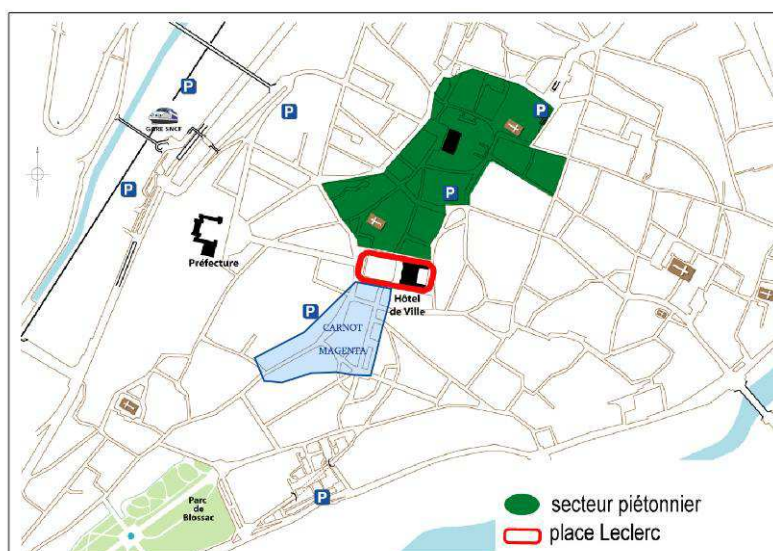 P
P
P
GARE SNCF
P
P
P
Préfecture
Hôtel
de Ville
P
CARNOT
MAGENTA
Parc
de
Blossac
P
secteur piétonnier
place Leclerc